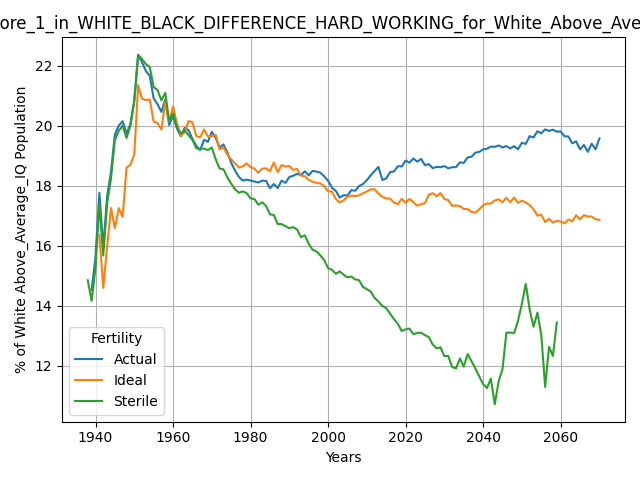 ore_1_in_WHITE_BLACK_DIFFERENCE_HARD_WORKING_for_White_Above_Ave
% of White Above_Average_IQ Population
22
20
18
16
14
12
Fertility
Actual
Ideal
Sterile
1940
1960
1980
2000
2020
2040
2060
Years